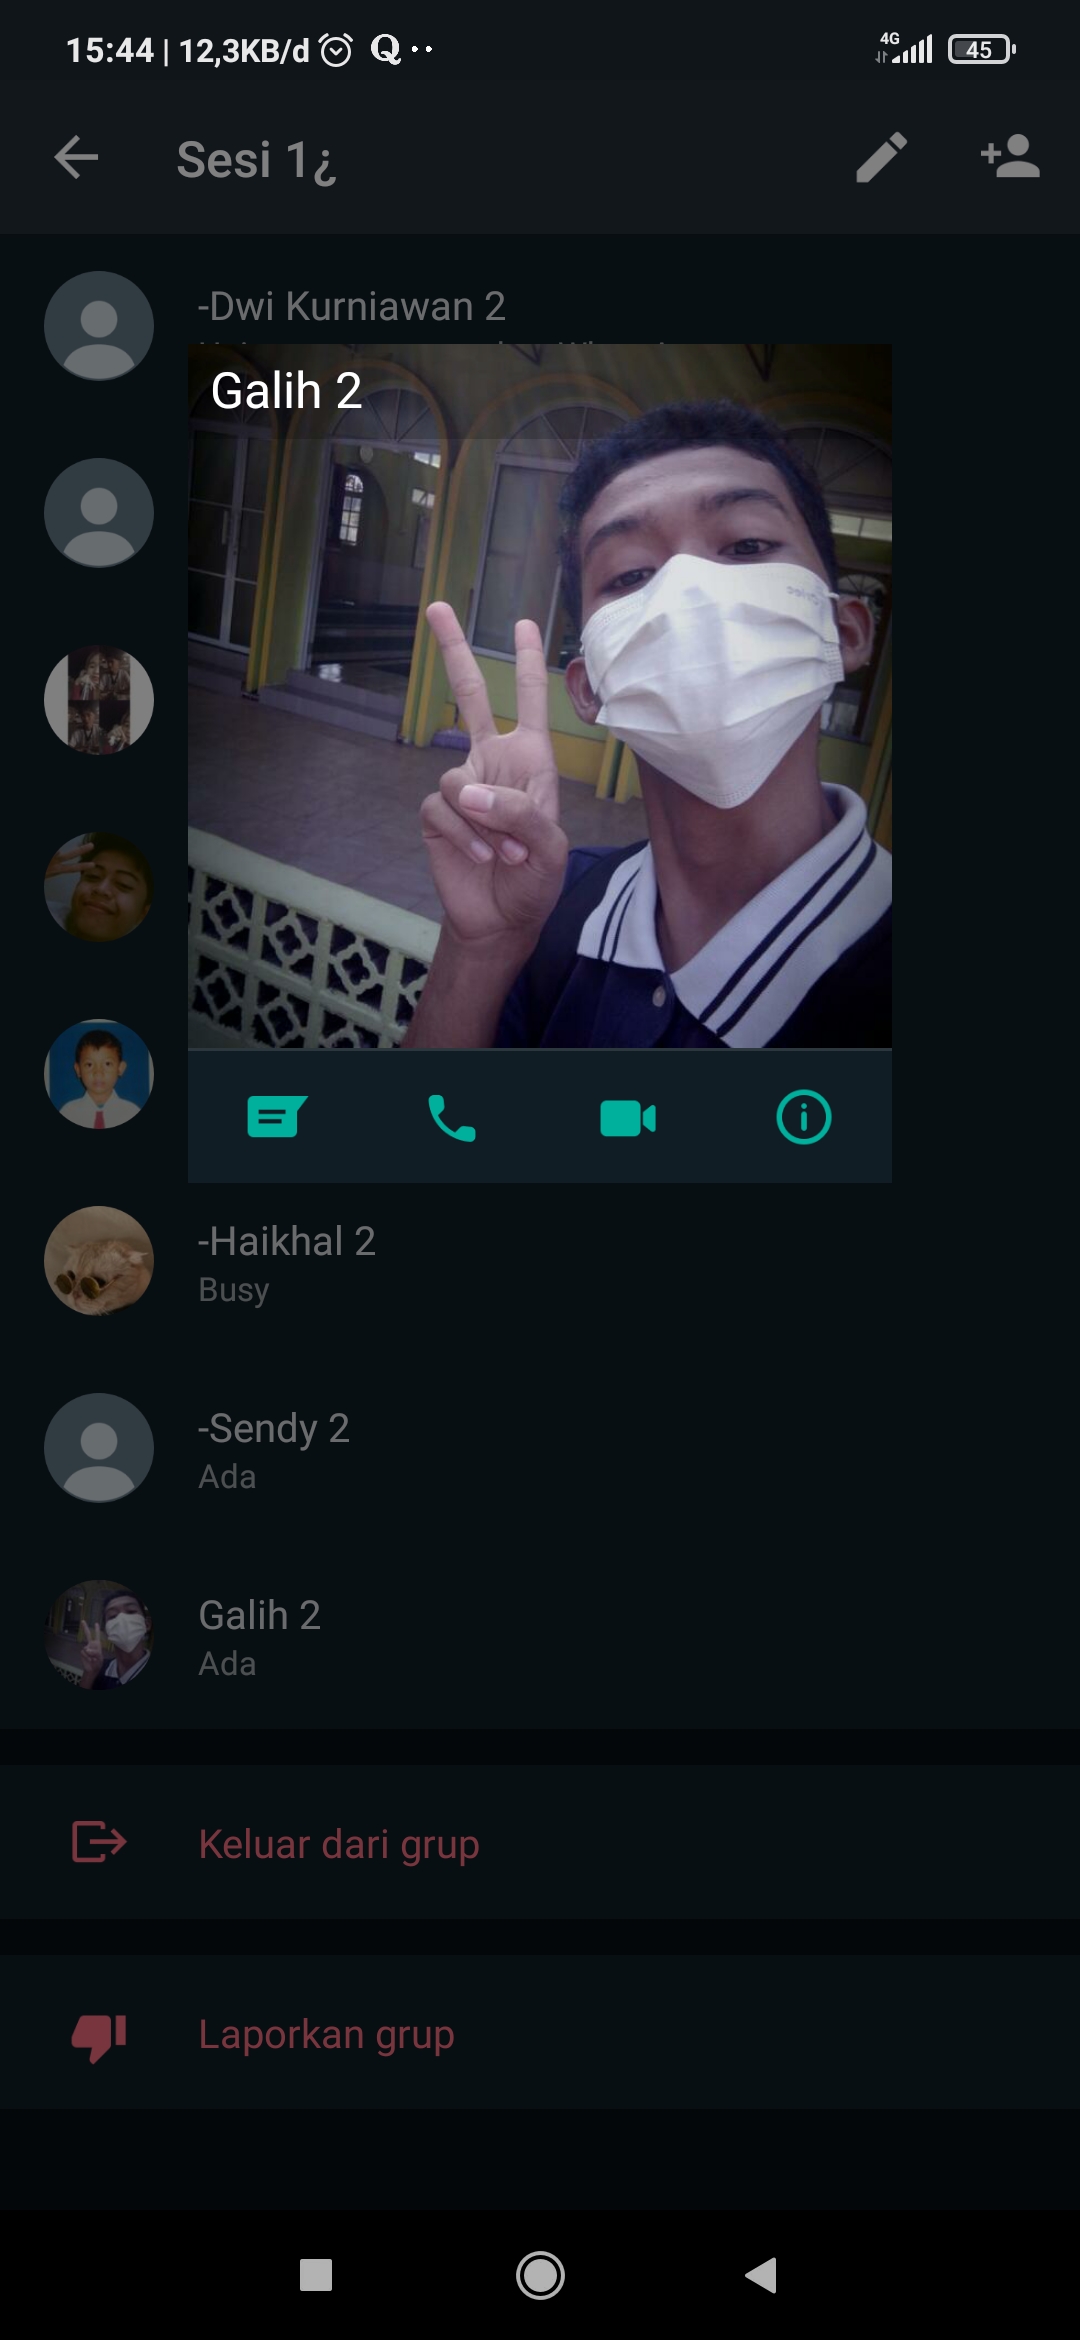 15:44 | 12,3KB/d Q
4G
45
Sesi 1¿
-Dwi Kurniawan 2
Galih 2
-Haikhal 2
Busy
-Sendy 2
Ada
Galih 2
Ada
Keluar dari grup
Laporkan grup